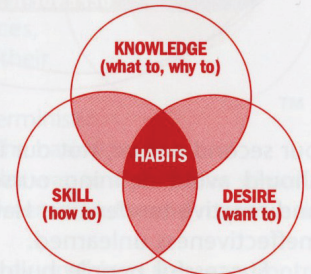 KNOWLEDGE
(what to, why to)
HABITS
SKILL
(how to)
DESIRE
(want to)